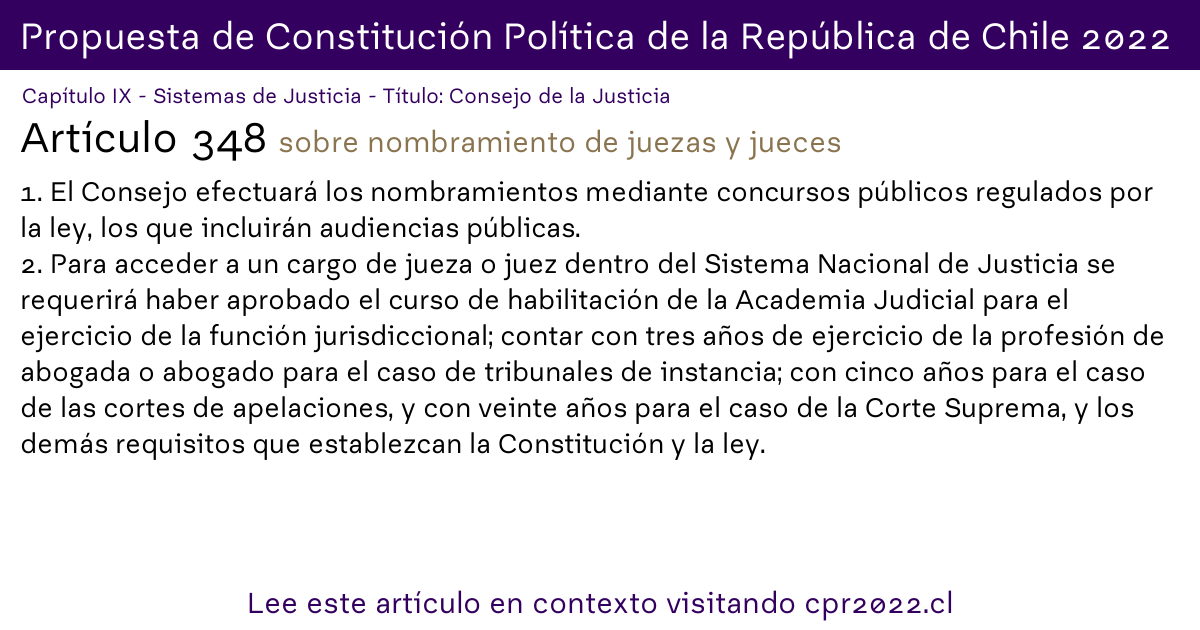 Propuesta de Constitución Política de la República de Chile 2022
Capítulo IX - Sistemas de Justicia - Título: Consejo de la Justicia
Artículo 348 sobre nombramiento de juezas y jueces
1. El Consejo efectuará los nombramientos mediante concursos públicos regulados por
la ley, los que incluirán audiencias públicas.
2. Para acceder a un cargo de jueza o juez dentro del Sistema Nacional de Justicia se
requerirá haber aprobado el curso de habilitación de la Academia Judicial para el
ejercicio de la función jurisdiccional; contar con tres años de ejercicio de la profesión de
abogada o abogado para el caso de tribunales de instancia; con cinco años para el caso
de las cortes de apelaciones, y con veinte años para el caso de la Corte Suprema, y los
demás requisitos que establezcan la Constitución y la ley.
Lee este artículo en contexto visitando cpr2022.cl